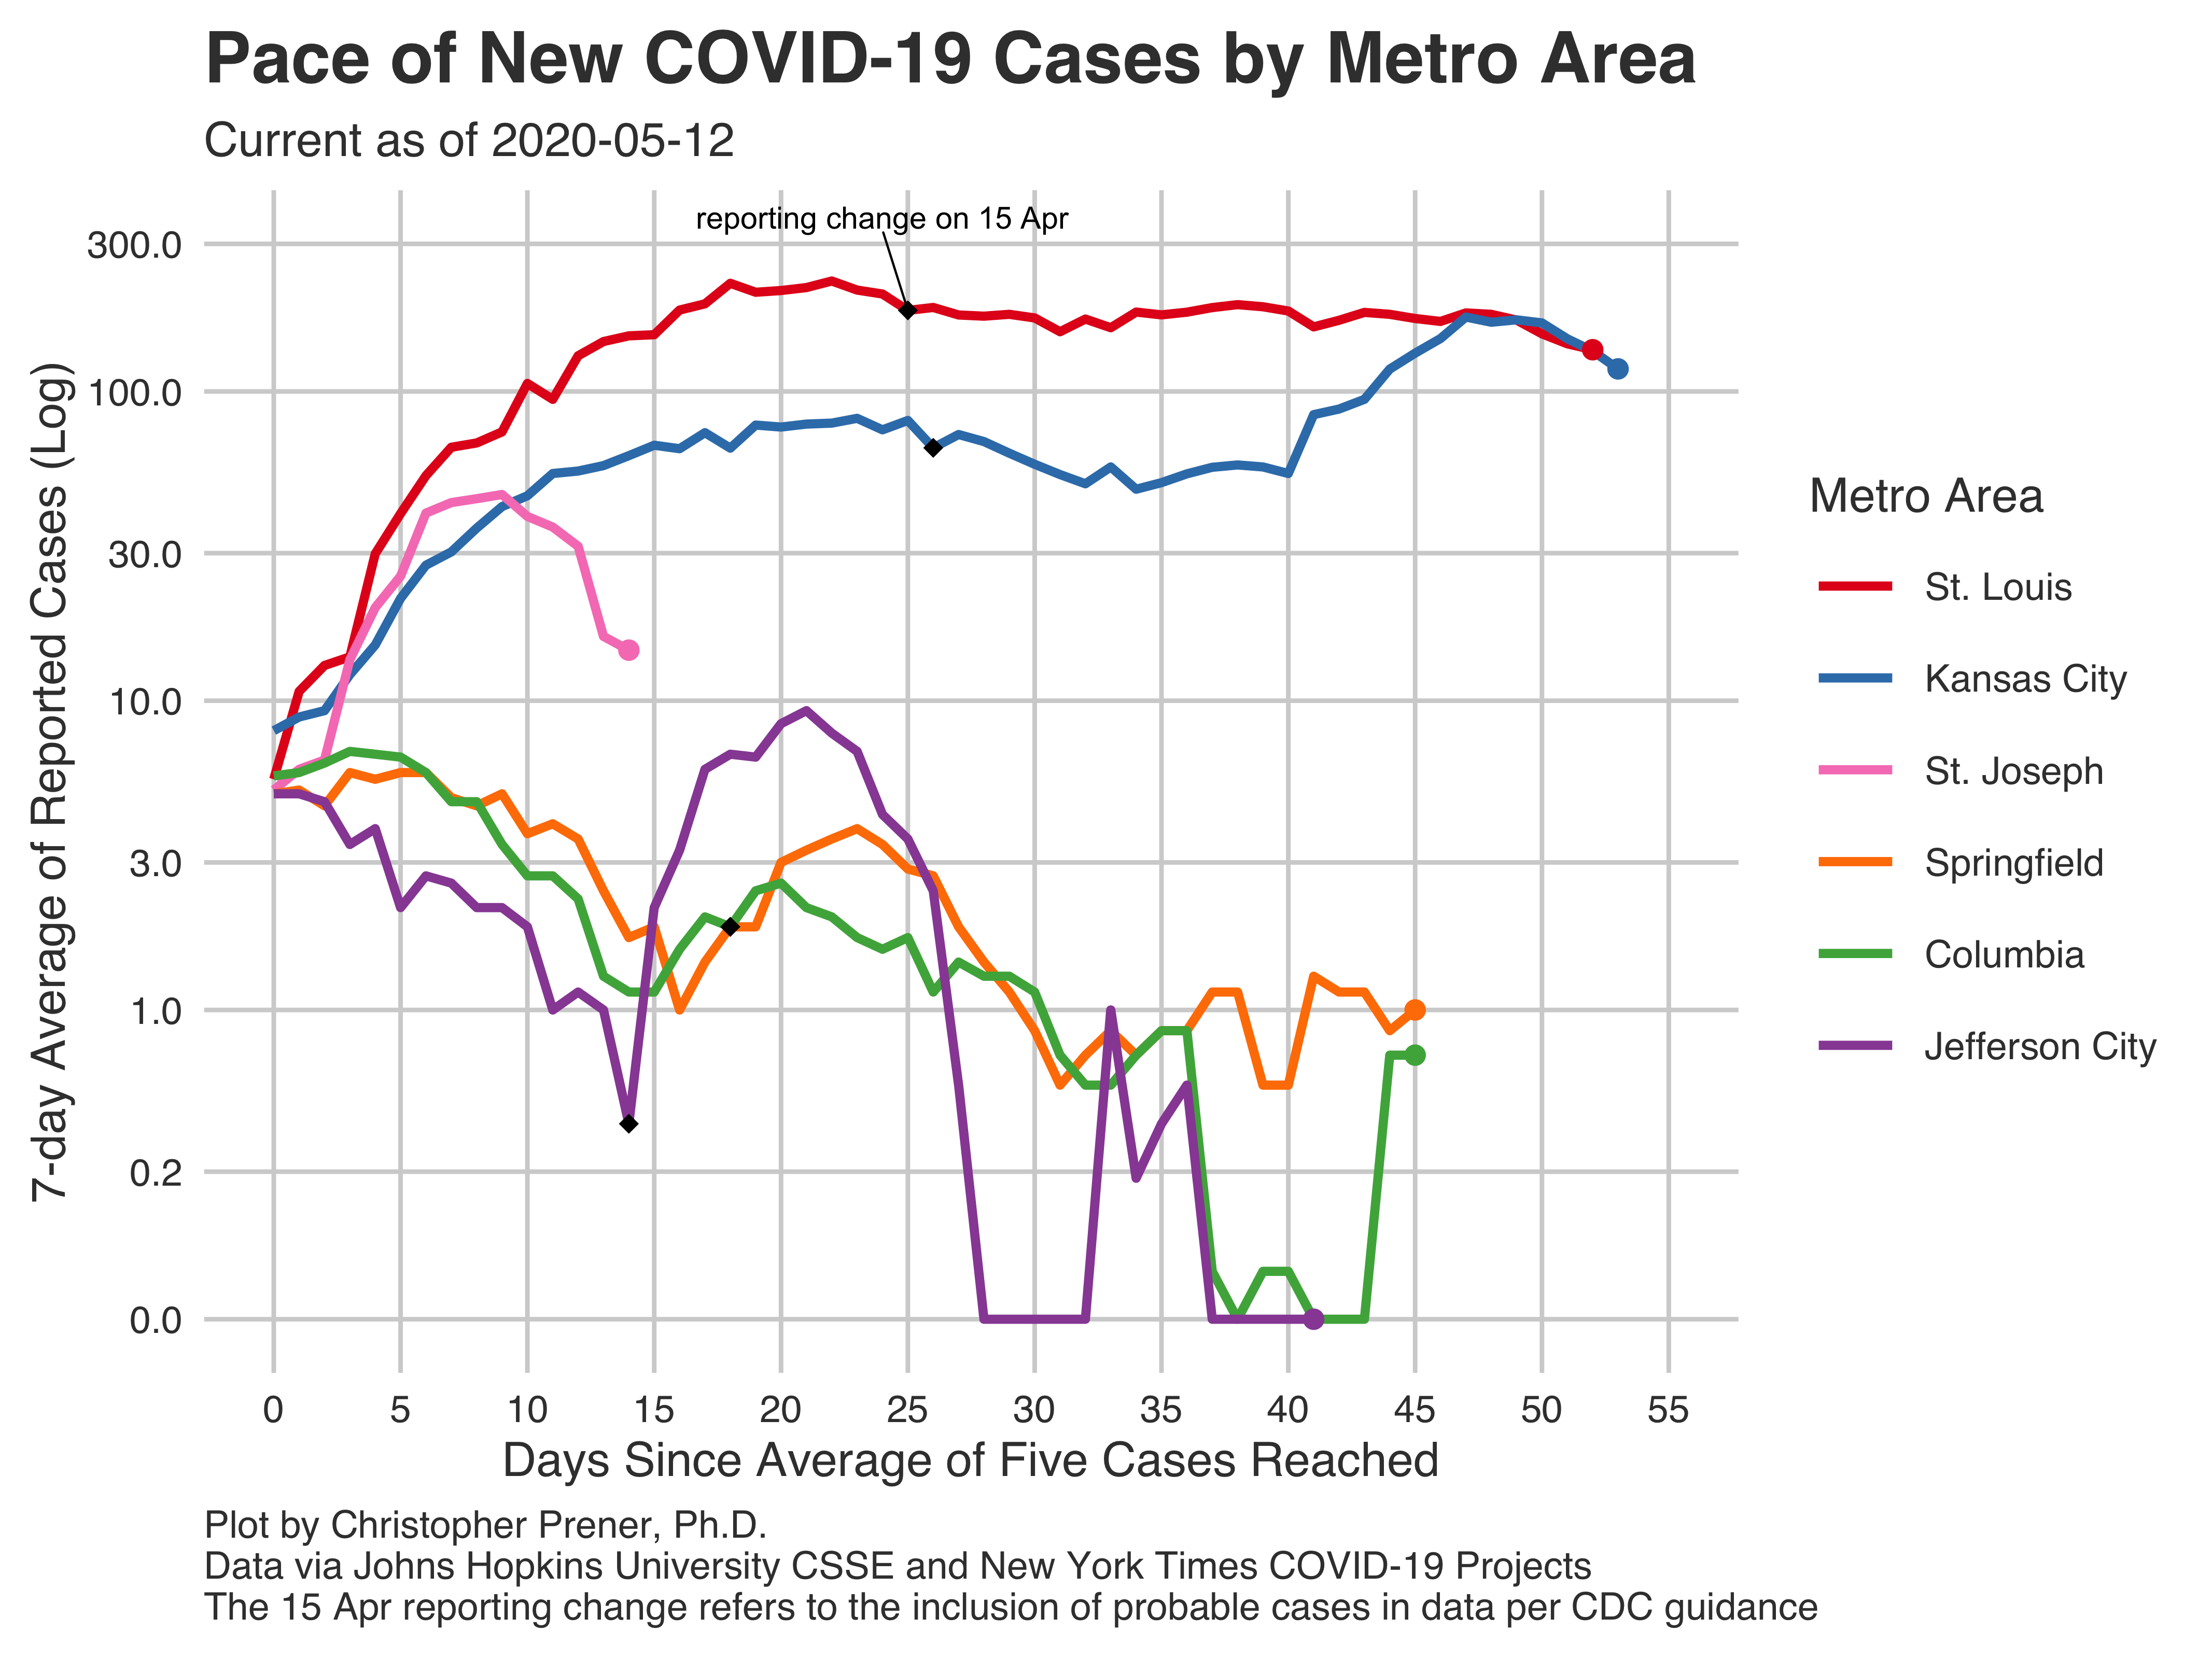 Pace of New COVID-19 Cases by Metro Area
Current as of 2020-05-12
reporting change on 15 Apr
300.0
100.0
30.0
10.0
3.0
1.0
0.2
0.0
7-day Average of Reported Cases (Log)
0 5 10 15 20 25 30 35 40 45 50 55
Days Since Average of Five Cases Reached
Metro Area
St. Louis
Kansas City
St. Joseph
Springfield
Columbia
Jefferson City
Plot by Christopher Prener, Ph.D.
Data via Johns Hopkins University CSSE and New York Times COVID-19 Projects
The 15 Apr reporting change refers to the inclusion of probable cases in data per CDC guidance